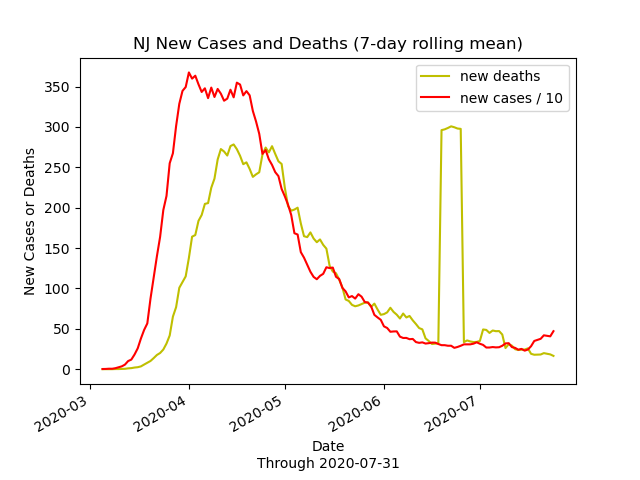 NJ New Cases and Deaths (7-day rolling mean)
new deaths
new cases / 10
New Cases or Deaths
350
300
250
200
150
100
50
0
2020-03
2020-04
2020-05
2020-06
2020-07
Date
Through 2020-07-31